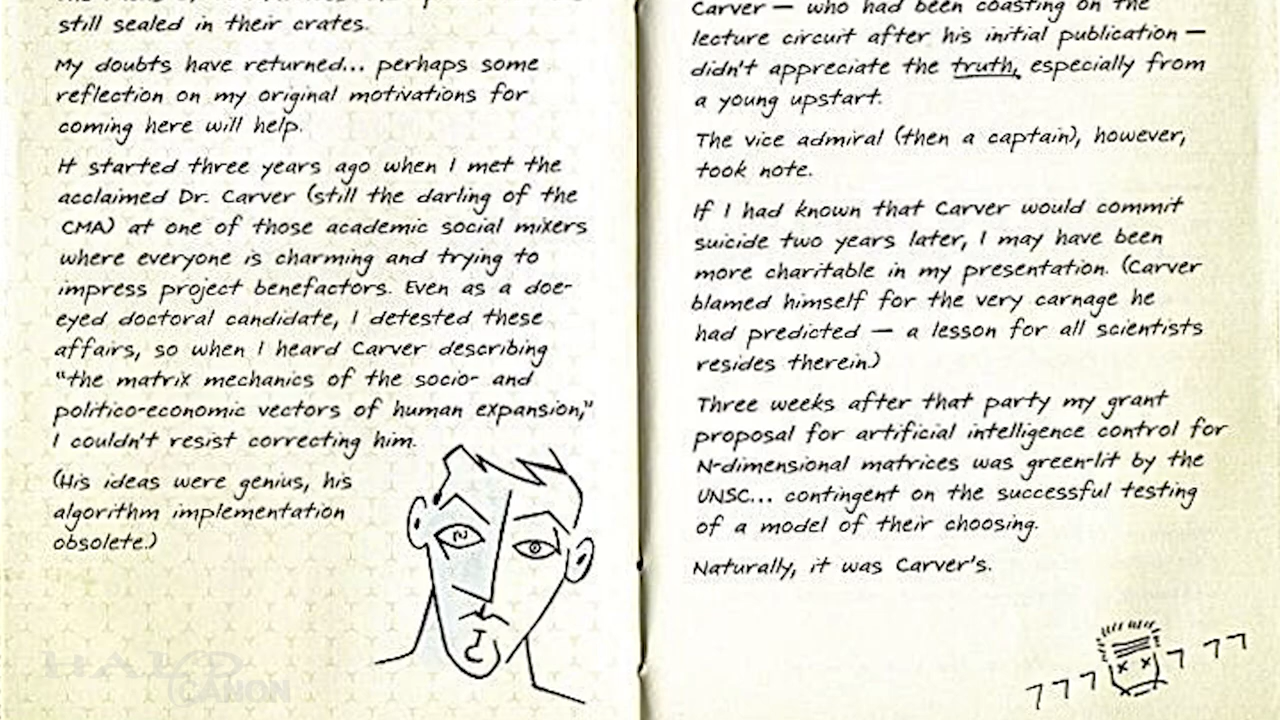 still sealed in their crates.
My doubts have returned... perhaps some
reflection on my original motivations for
coming here will help.
It started three years ago when I met the
acclaimed Dr. Carver (still the darling of the
CMA) at one of those academic social mixers
where everyone is charming and trying to
impress project benefactors. Even as a doe-
eyed doctoral candidate, I detested these
affairs, so when I heard Carver describing
"the matrix mechanics of the socio- and
politico-economic vectors of human expansion,"
I couldn't resist correcting him.
(His ideas were genius, his
algorithm implementation
obsolete.)
HALO
CANON
Carver — who had been coasting on the
lecture circuit after his initial publication —
didn't appreciate the truth, especially from
a young upstart.
The vice admiral (then a captain), however,
took note.
If I had known that Carver would commit
suicide two years later, I may have been
more charitable in my presentation. (Carver
blamed himself for the very carnage he
had predicted — a lesson for all scientists
resides therein.)
Three weeks after that party my grant
proposal for artificial intelligence control for
N-dimensional matrices was green-lit by the
UNSC... contingent on the successful testing
of a model of their choosing.
Naturally, it was Carver's.
777 777